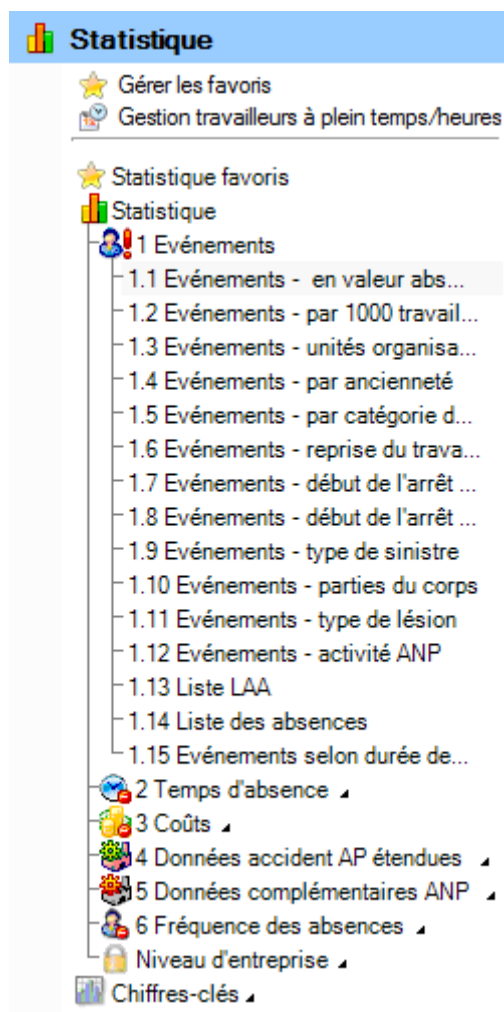 Statistique
Gérer les favoris
Gestion travailleurs à plein temps/heures
Statistique favoris
Statistique
1 Evénements
1.1 Evénements - en valeur abs...
1.2 Evénements - par 1000 travail...
1.3 Evénements - unités organisa...
1.4 Evénements - par ancienneté
1.5 Evénements - par catégorie d...
1.6 Evénements - reprise du trava...
1.7 Evénements - début de l'arrêt ...
1.8 Evénements - début de l'arrêt ...
1.9 Evénements - type de sinistre
1.10 Evénements - parties du corps
1.11 Evénements - type de lésion
1.12 Evénements - activité ANP
1.13 Liste LAA
1.14 Liste des absences
1.15 Evénements selon durée de...
2 Temps d'absence
3 Coûts
4 Données accident AP étendues
5 Données complémentaires ANP
6 Fréquence des absences
Niveau d'entreprise
Chiffres-clés